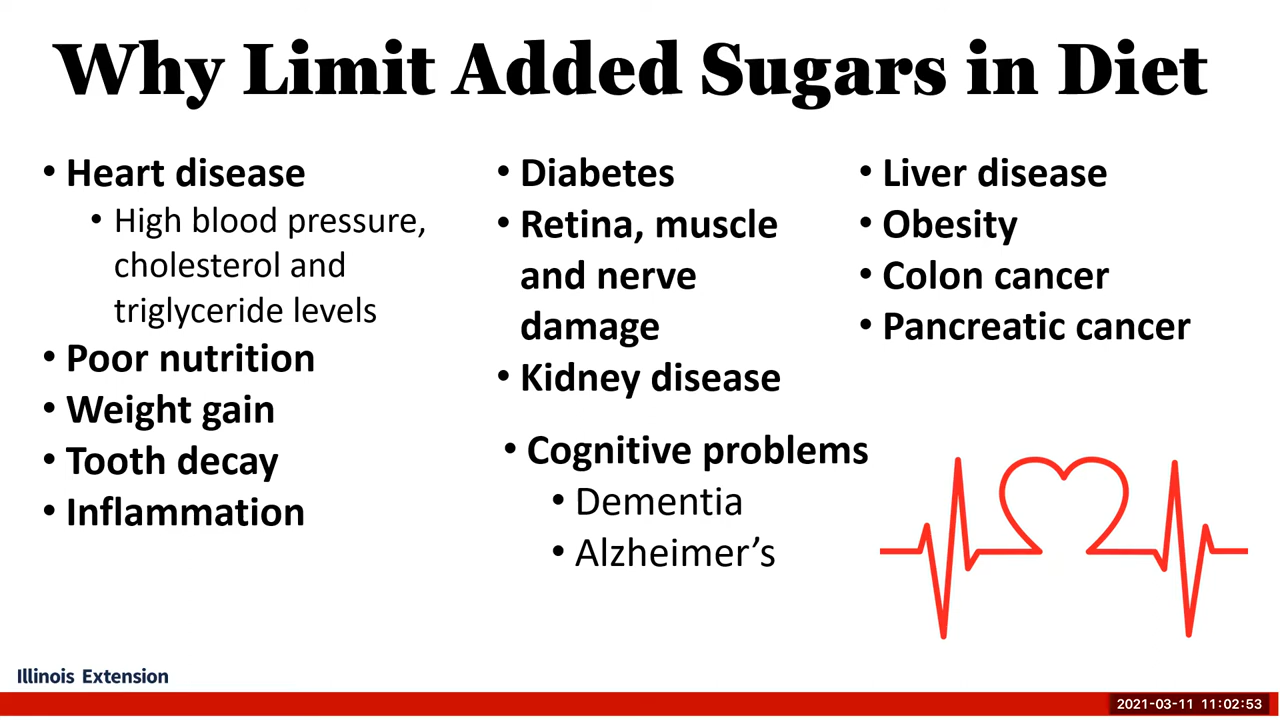 Why Limit Added Sugars in Diet
• Heart disease
• High blood pressure,
cholesterol and
triglyceride levels
• Poor nutrition
• Weight gain
• Tooth decay
• Inflammation
• Diabetes
• Retina, muscle
and nerve
damage
• Kidney disease
• Cognitive problems
• Dementia
• Alzheimer’s
• Liver disease
• Obesity
• Colon cancer
• Pancreatic cancer
Illinois Extension
2021-03-11 11:02:53